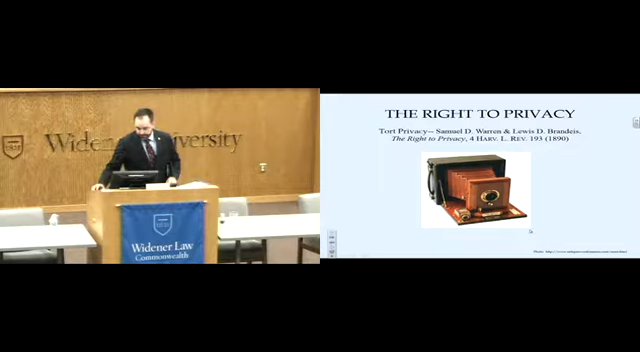 Widener University
Widener Law
Commonwealth
THE RIGHT TO PRIVACY
Tort Privacy— Samuel D. Warren & Lewis D. Brandeis,
The Right to Privacy, 4 HARV. L. REV. 193 (1890)